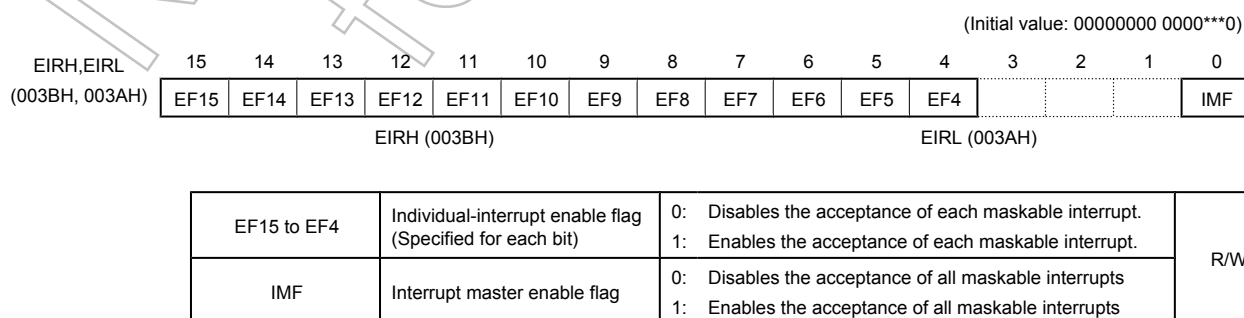 (Initial value: 00000000 0000***0)
EIRH,EIRL
(003BH, 003AH)
15 14 13 12 11 10 9 8 7 6 5 4 3 2 1 0
EF15 EF14 EF13 EF12 EF11 EF10 EF9 EF8 EF7 EF6 EF5 EF4 IMF
EIRH (003BH) EIRL (003AH)
EF15 to EF4
Individual-interrupt enable flag
(Specified for each bit)
0: Disables the acceptance of each maskable interrupt.
1: Enables the acceptance of each maskable interrupt.
R/W
IMF
Interrupt master enable flag
0: Disables the acceptance of all maskable interrupts
1: Enables the acceptance of all maskable interrupts